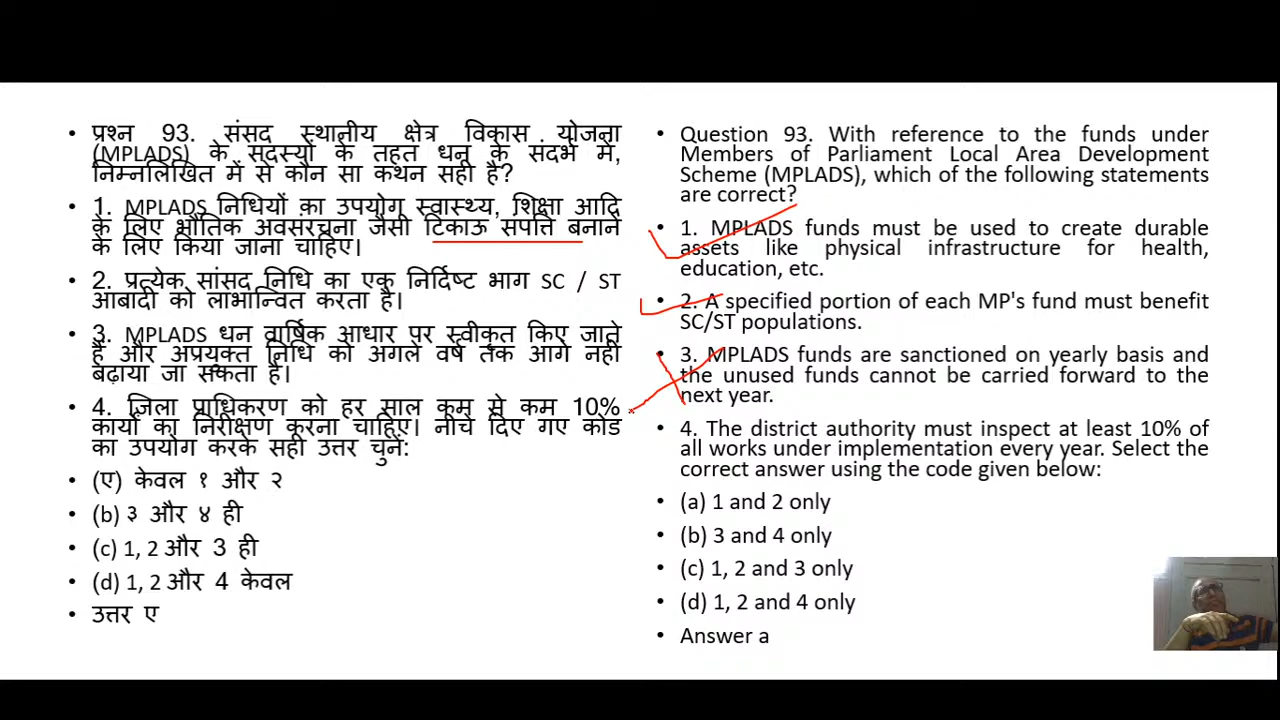 प्रश्न 93. संसद स्थानीय क्षेत्र विकास योजना
(MPLADS) के सदस्यों के तहत धन के संदर्भ में,
निम्नलिखित में से कौन सा कथन सही है?
1. MPLADS निधियों का उपयोग स्वास्थ्य, शिक्षा आदि
के लिए भौतिक अवसंरचना जैसी टिकाऊ संपत्ति बनाने
के लिए किया जाना चाहिए।
2. प्रत्येक सांसद निधि का एक निर्दिष्ट भाग SC / ST
आबादी को लाभान्वित करता है।
3. MPLADS धन वार्षिक आधार पर स्वीकृत किए जाते
हैं और अप्रयुक्त निधि को अगले वर्ष तक आगे नहीं
बढ़ाया जा सकता है।
4. ज़िला प्राधिकरण को हर साल कम से कम 10%
कार्यों का निरीक्षण करना चाहिए। नीचे दिए गए कोड
का उपयोग करके सही उत्तर चुनें:
(ए) केवल १ और २
(b) ३ और ४ ही
(c) 1, 2 और 3 ही
(d) 1, 2 और 4 केवल
उत्तर ए
Question 93. With reference to the funds under
Members of Parliament Local Area Development
Scheme (MPLADS), which of the following statements
are correct?
1. MPLADS funds must be used to create durable
assets like physical infrastructure for health,
education, etc.
2. A specified portion of each MP's fund must benefit
SC/ST populations.
3. MPLADS funds are sanctioned on yearly basis and
the unused funds cannot be carried forward to the
next year.
4. The district authority must inspect at least 10% of
all works under implementation every year. Select the
correct answer using the code given below:
(a) 1 and 2 only
(b) 3 and 4 only
(c) 1, 2 and 3 only
(d) 1, 2 and 4 only
Answer a